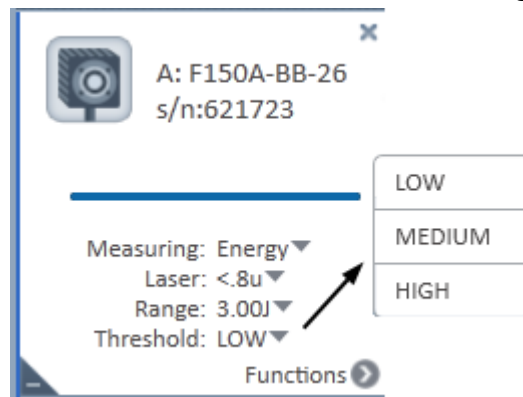 A: F150A-BB-26
s/n:621723
Measuring: Energy
Laser: <.8u
Range: 3.00J
Threshold: LOW
Functions
LOW
MEDIUM
HIGH